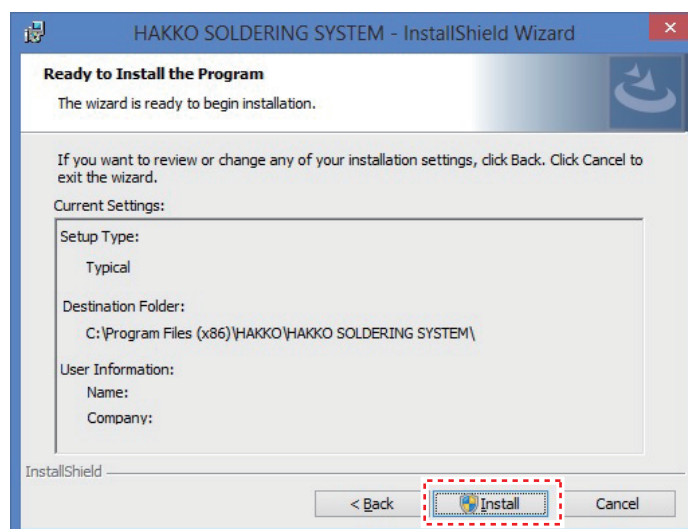 HAKKO SOLDERING SYSTEM - InstallShield Wizard
Ready to Install the Program
The wizard is ready to begin installation.
If you want to review or change any of your installation settings, click Back. Click Cancel to
exit the wizard.
Current Settings:
Setup Type:
Typical
Destination Folder:
C:\Program Files (x86)\HAKKO\HAKKO SOLDERING SYSTEM\
User Information:
Name:
Company:
InstallShield
< Back
Install
Cancel